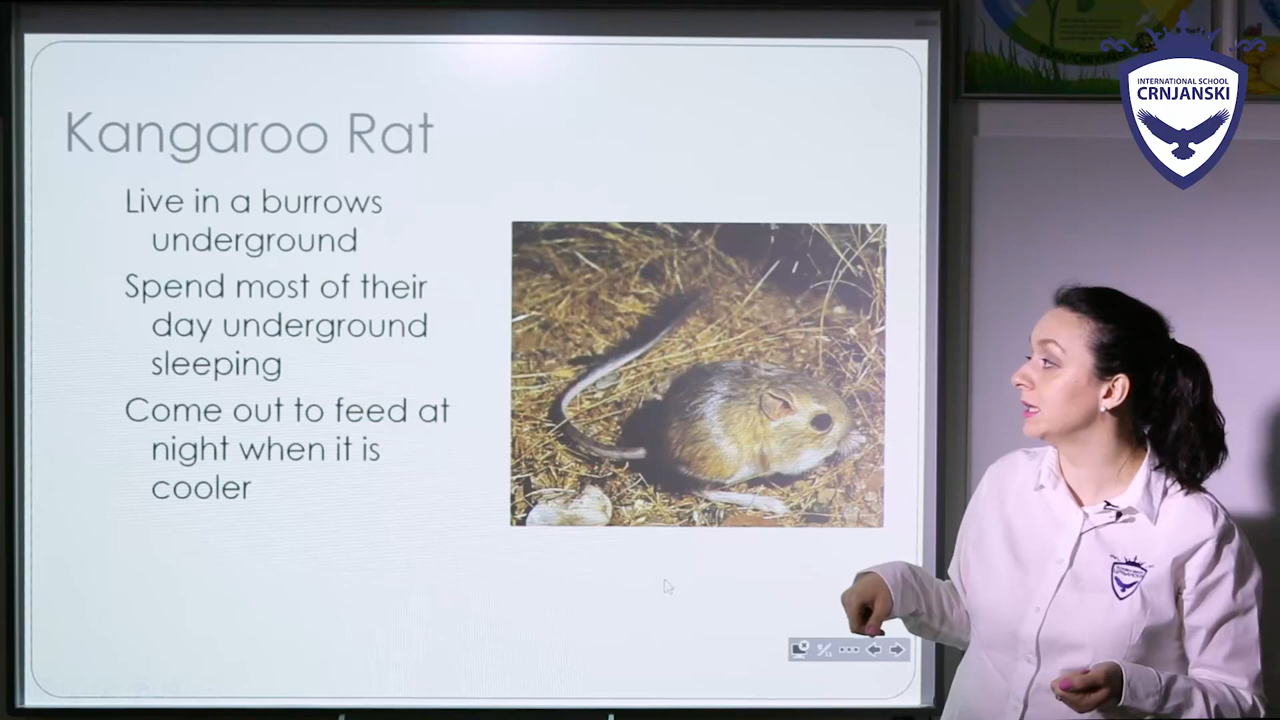 Kangaroo Rat
Live in a burrows
underground
Spend most of their
day underground
sleeping
Come out to feed at
night when it is
cooler
INTERNATIONAL SCHOOL
CRNJANSKI